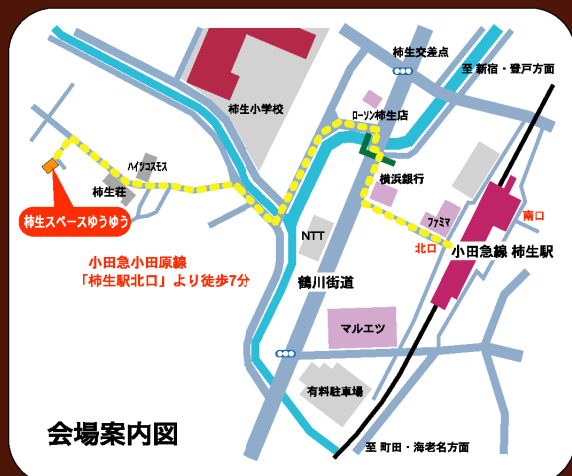 柿生交差点
至 新宿・登戸方面
柿生小学校
ローソン柿生店
ハイツコスモス
横浜銀行
柿生荘
柿生スペースゆうゆう
ファミマ
南口
NTT
北口
小田急線 柿生駅
小田急小田原線
「柿生駅北口」より徒歩7分
鶴川街道
マルエツ
有料駐車場
会場案内図
至 町田・海老名方面